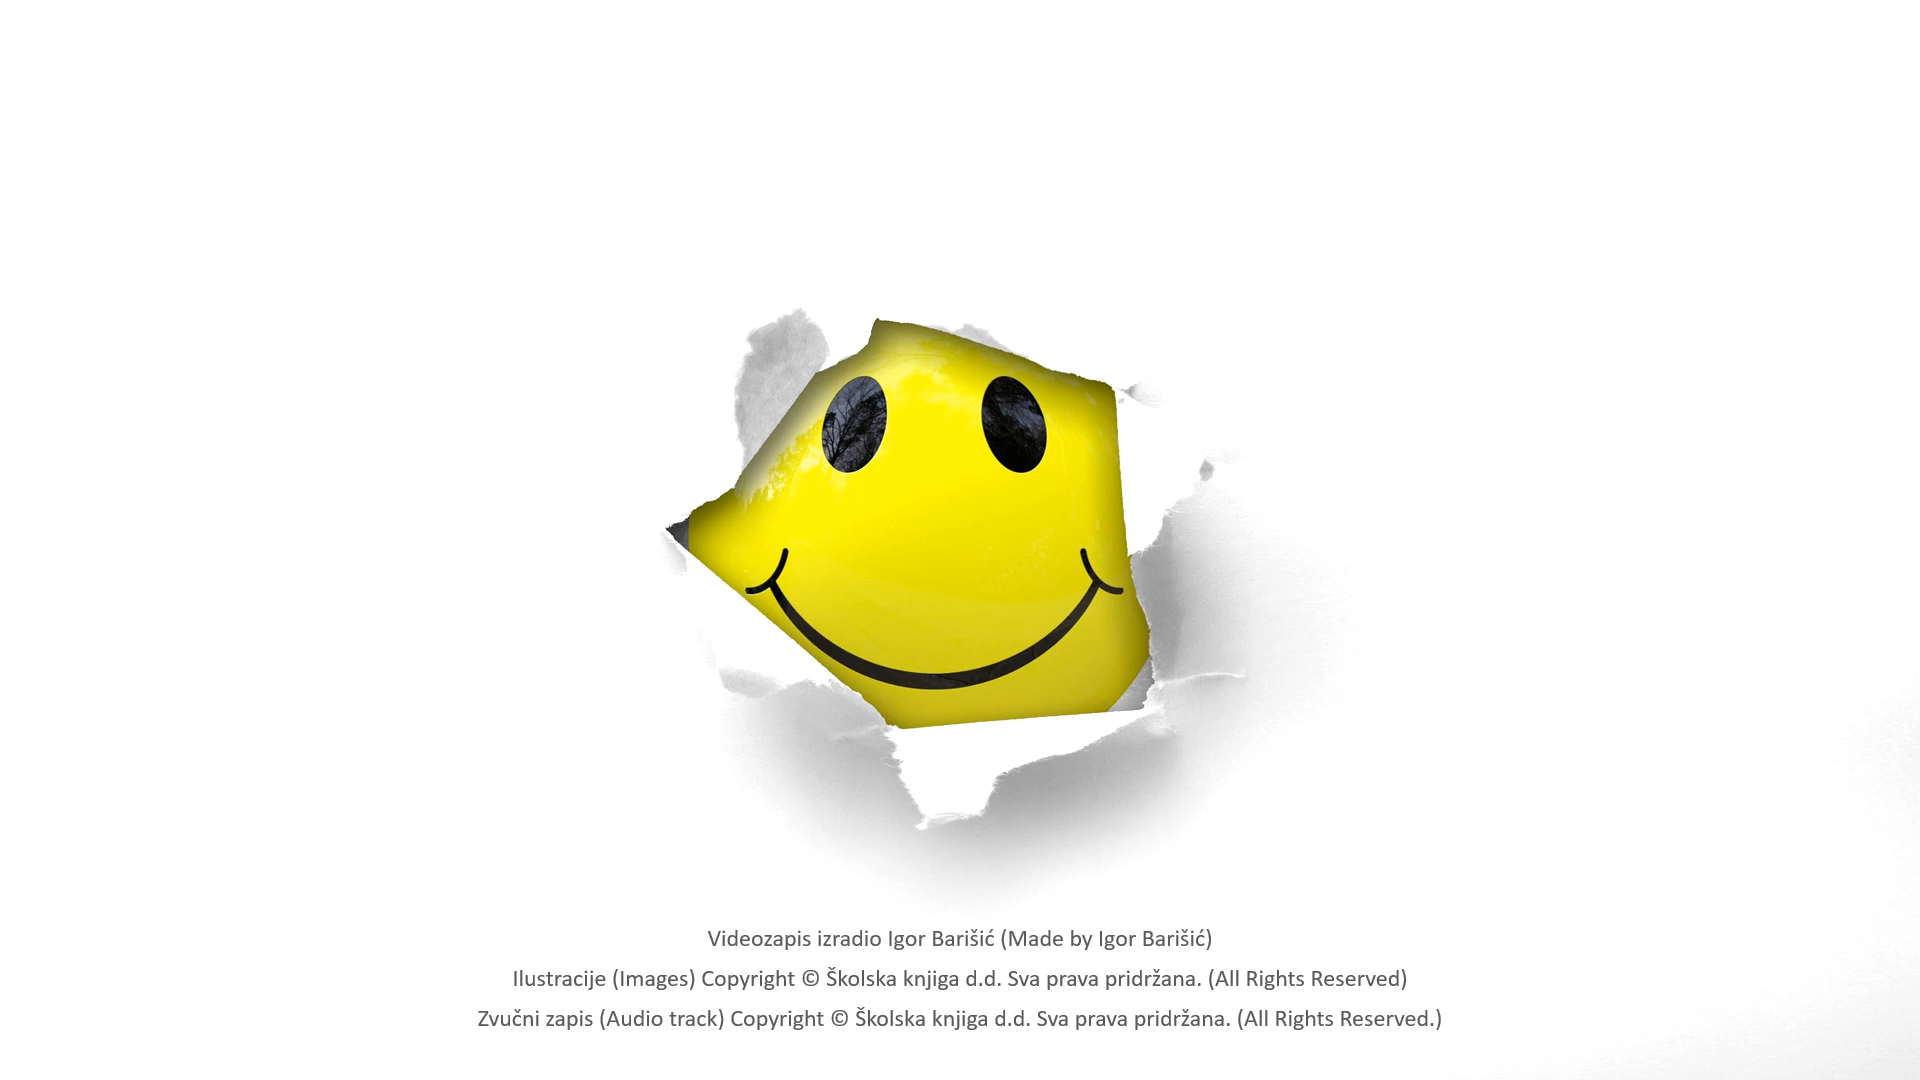 Videozapis izradio Igor Barišić (Made by Igor Barišić)
Ilustracije (Images) Copyright © Školska knjiga d.d. Sva prava pridržana. (All Rights Reserved)
Zvučni zapis (Audio track) Copyright © Školska knjiga d.d. Sva prava pridržana. (All Rights Reserved.)